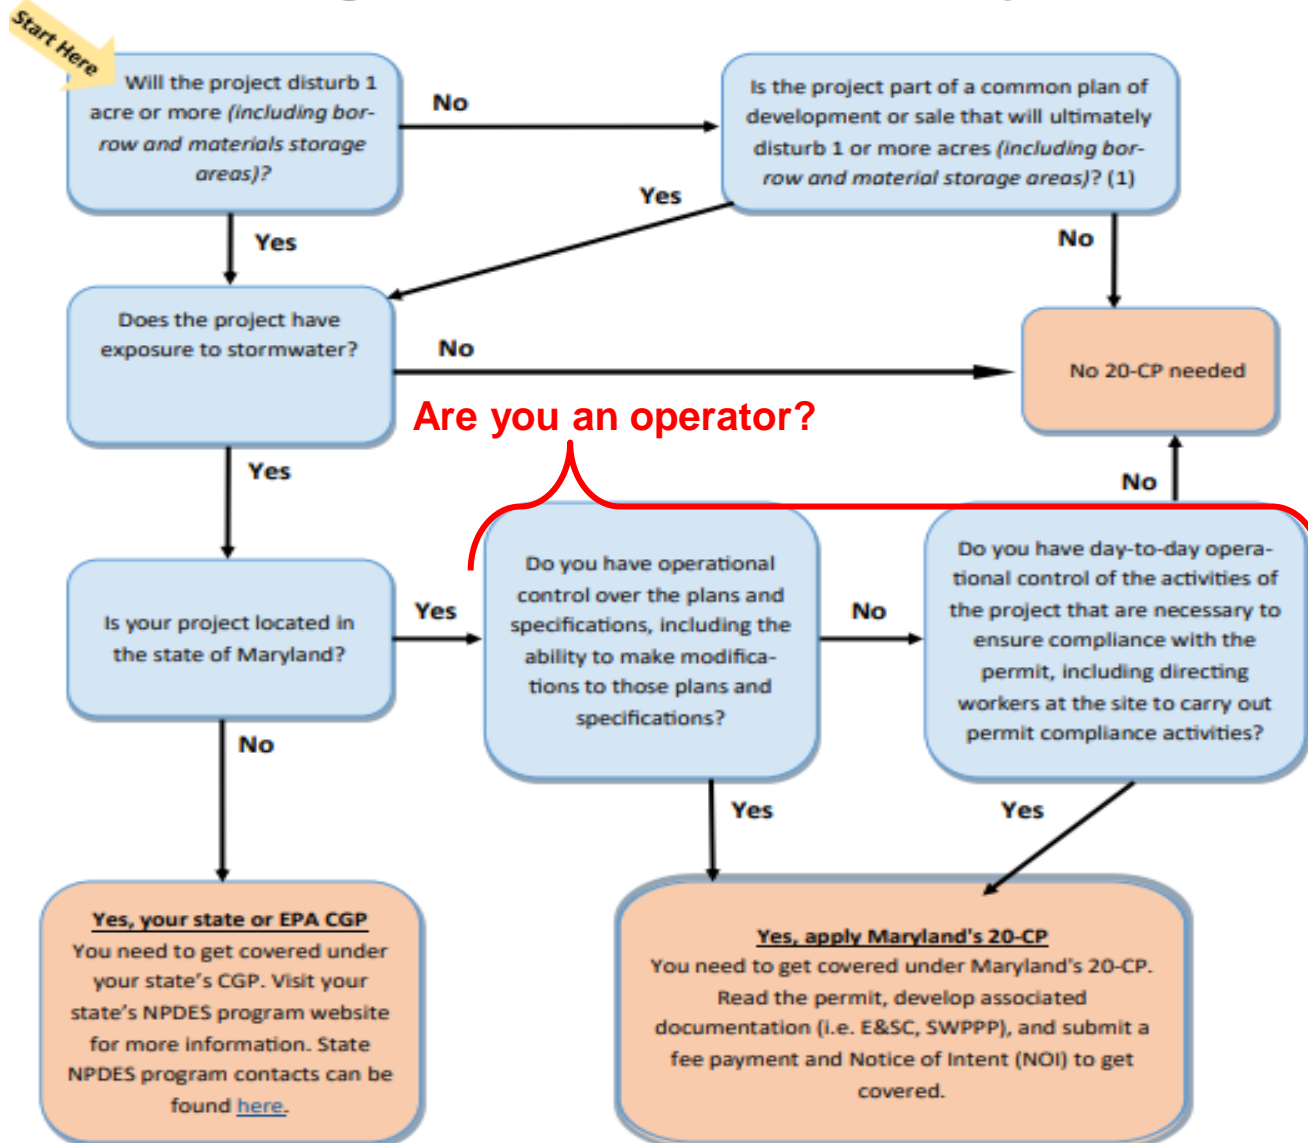 Start Here
Will the project disturb 1
acre or more (including bor-
row and materials storage
areas)?
No
Is the project part of a common plan of
development or sale that will ultimately
disturb 1 or more acres (including bor-
row and material storage areas)? (1)
Yes
Yes
No
Does the project have
exposure to stormwater?
No
No 20-CP needed
Are you an operator?
Yes
No
Is your project located in
the state of Maryland?
Yes
Do you have operational
control over the plans and
specifications, including the
ability to make modifica-
tions to those plans and
specifications?
No
Do you have day-to-day opera-
tional control of the activities of
the project that are necessary to
ensure compliance with the
permit, including directing
workers at the site to carry out
permit compliance activities?
No
Yes
Yes
Yes, your state or EPA CGP
You need to get covered under
your state's CGP. Visit your
state's NPDES program website
for more information. State
NPDES program contacts can be
found here.
Yes, apply Maryland's 20-CP
You need to get covered under Maryland's 20-CP.
Read the permit, develop associated
documentation (i.e. E&SC, SWPPP), and submit a
fee payment and Notice of Intent (NOI) to get
covered.